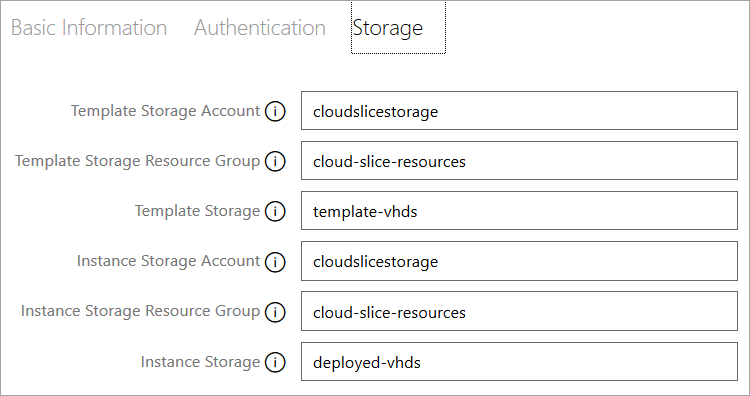 Basic Information Authentication Storage
Template Storage Account cloudslicestorage
Template Storage Resource Group cloud-slice-resources
Template Storage template-vhds
Instance Storage Account cloudslicestorage
Instance Storage Resource Group cloud-slice-resources
Instance Storage deployed-vhds